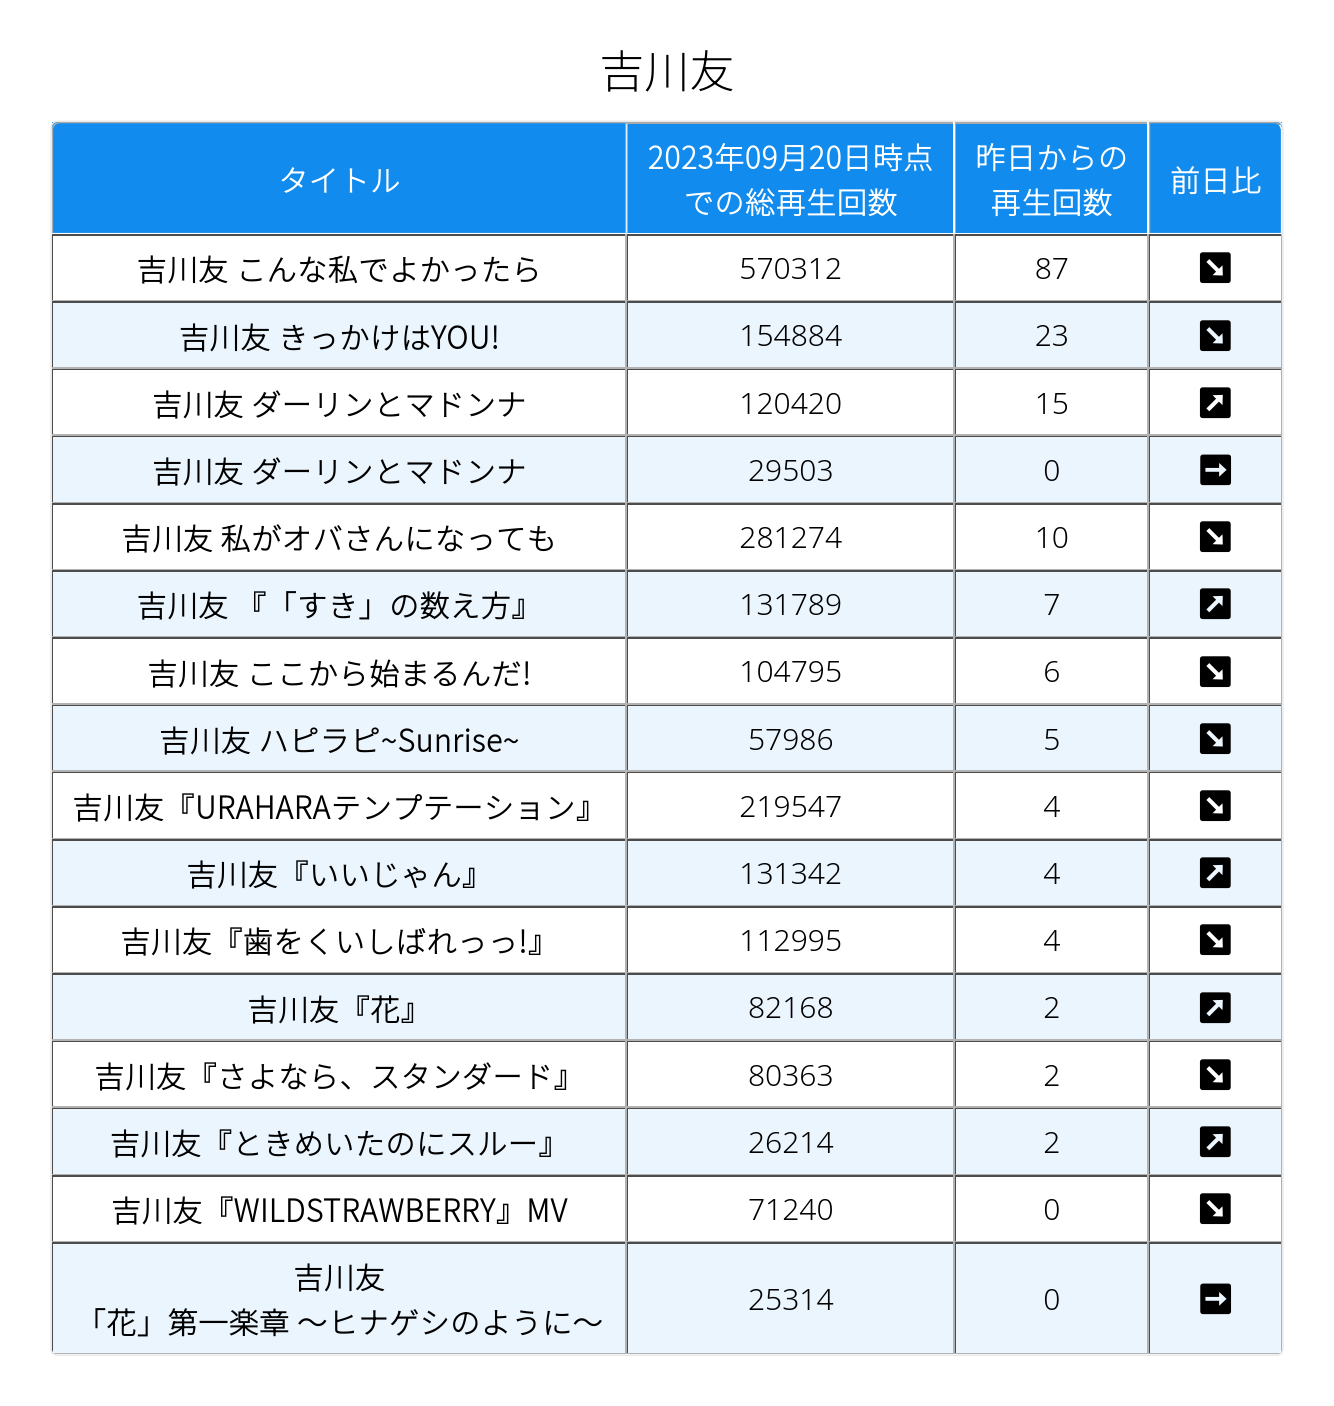 吉川友
タイトル
2023年09月20日時点
での総再生回数
昨日からの
再生回数
前日比
吉川友 こんな私でよかったら 570312 87
吉川友 きっかけはYOU! 154884 23
吉川友 ダーリンとマドンナ 120420 15
吉川友 ダーリンとマドンナ 29503 0
吉川友 私がオバさんになっても 281274 10
吉川友 『「すき」の数え方』 131789 7
吉川友 ここから始まるんだ! 104795 6
吉川友 ハピラピ~Sunrise~ 57986 5
吉川友『URAHARAテンプテーション』 219547 4
吉川友『いいじゃん』 131342 4
吉川友『歯をくいしばれっっ!』 112995 4
吉川友『花』 82168 2
吉川友『さよなら、スタンダード』 80363 2
吉川友『ときめいたのにスルー』 26214 2
吉川友『WILDSTRAWBERRY』MV 71240 0
吉川友
「花」第一楽章 〜ヒナゲシのように〜 25314 0